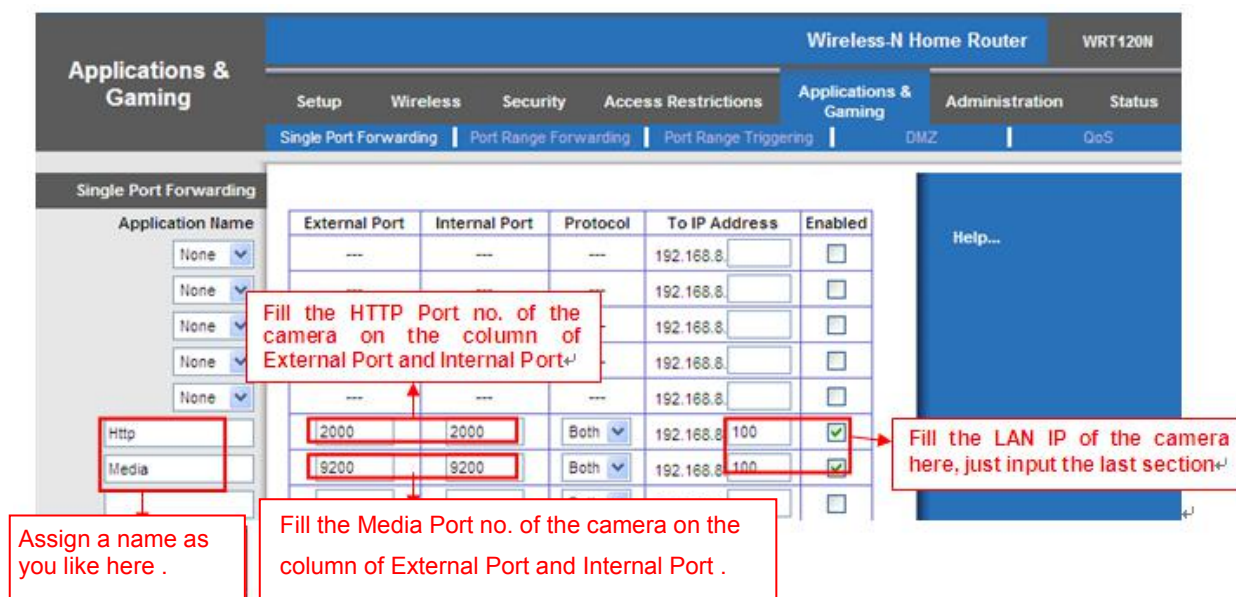 Wireless-N Home Router WRT120N
Applications &
Gaming
Setup Wireless Security Access Restrictions Applications & Gaming Administration Status
Single Port Forwarding Port Range Forwarding Port Range Triggering DMZ QoS
Single Port Forwarding
Application Name External Port Internal Port Protocol To IP Address Enabled
Help...
None --- --- --- 192.168.8.
None --- --- --- 192.168.8.
None 192.168.8.
None 192.168.8.
None --- --- --- 192.168.8.
Fill the HTTP Port no. of the
camera on the column of
External Port and Internal Port
Http 2000 2000 Both 192.168.8. 100
Media 9200 9200 Both 192.168.8. 100
Fill the LAN IP of the camera
here, just input the last section
Assign a name as
you like here .
Fill the Media Port no. of the camera on the
column of External Port and Internal Port .